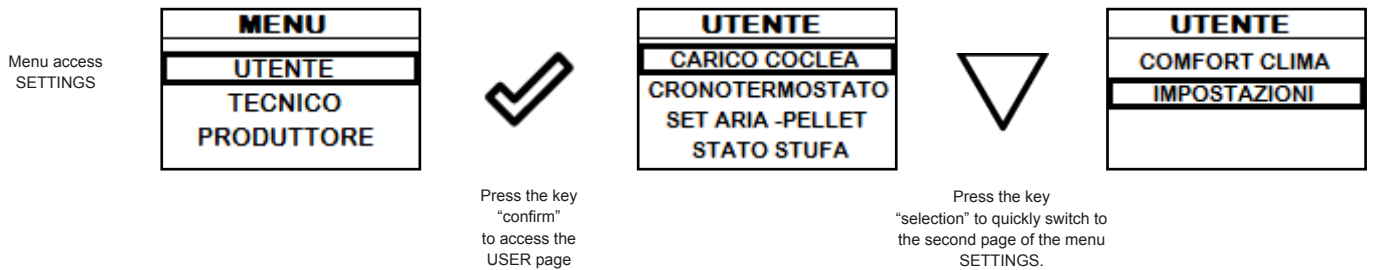 Menu access
SETTINGS
MENU
UTENTE
TECNICO
PRODUTTORE
Press the key
“confirm”
to access the
USER page
UTENTE
CARICO COCLEA
CRONOTERMOSTATO
SET ARIA -PELLET
STATO STUFA
Press the key
“selection” to quickly switch to
the second page of the menu
SETTINGS.
UTENTE
COMFORT CLIMA
IMPOSTAZIONI